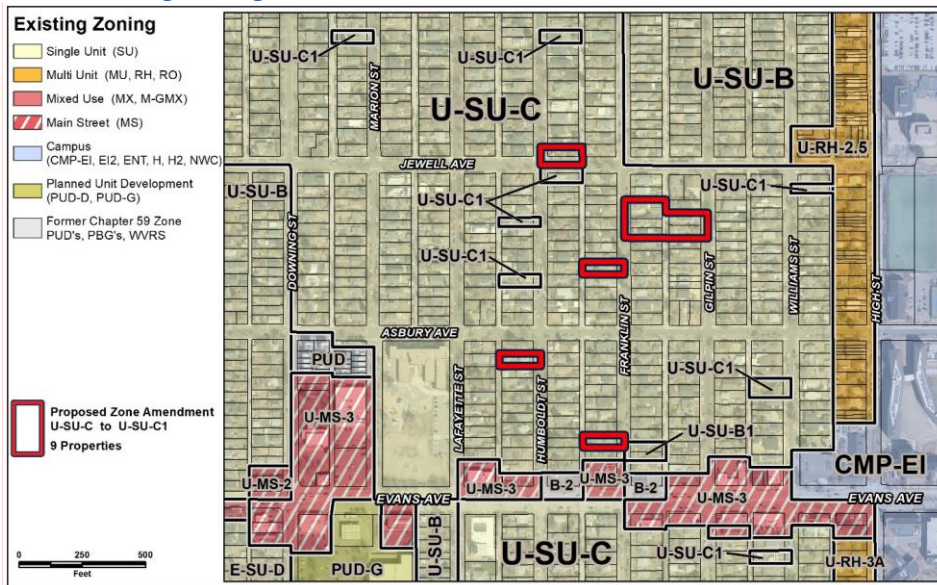 Existing Zoning
Single Unit (SU)
Multi Unit (MU, RH, RO)
Mixed Use (MX, M-GMX)
Main Street (MS)
Campus
(CMP-EI, EI2, ENT, H, H2, NWC)
Planned Unit Development
(PUD-D, PUD-G)
Former Chapter 59 Zone
PUD's, PBG's, WVRS
Proposed Zone Amendment
U-SU-C to U-SU-C1
9 Properties
0 250 500
Feet
U-SU-C1
U-SU-C1
MARION ST
U-SU-C
U-SU-B
U-RH-2.5
JEWELL AVE
U-SU-B
U-SU-C1
U-SU-C1
DOWNING ST
U-SU-C1
FRANKLIN ST
GILPIN ST
WILLIAMS ST
HIGH ST
ASBURY AVE
PUD
LAFAYETTE ST
HUMBOLDT ST
U-SU-C1
U-MS-3
U-SU-B1
U-MS-2
U-MS-3
B-2
U-MS-3
B-2
U-MS-3
CMP-EI
EVANS AVE
EVANS AVE
U-SU-B
U-SU-C
U-SU-C1
E-SU-D
PUD-G
U-RH-3A